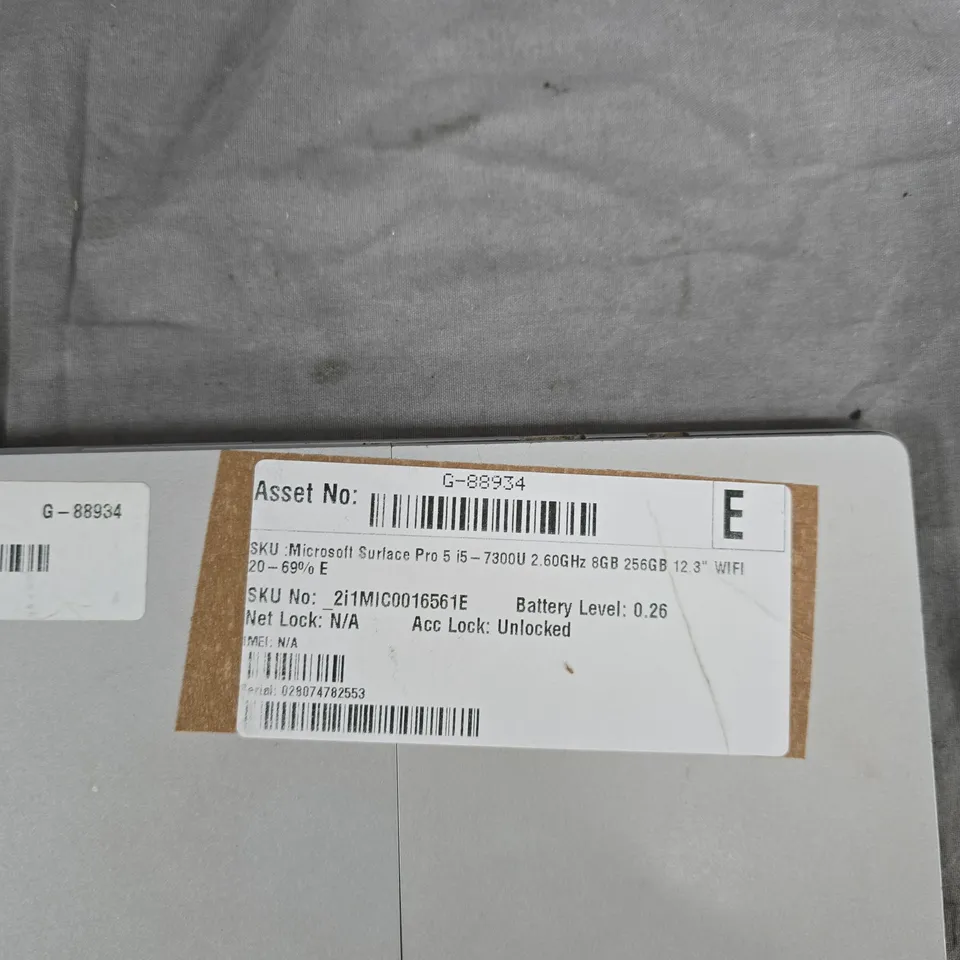 G-88934
Asset No:
G-88934
E
SKU :Microsoft Surface Pro 5 i5-7300U 2.60GHz 8GB 256GB 12.3" WIFI
20-69% E
SKU No: _2i1MIC0016561E Battery Level: 0.26
Net Lock: N/A Acc Lock: Unlocked
IMEI: N/A
Serial: 028074782553